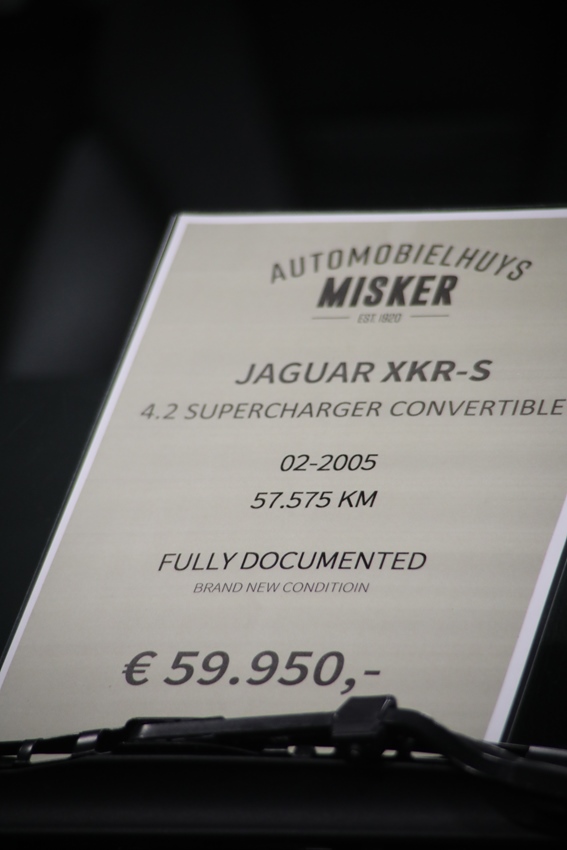 AUTOMOBIELHUYS
MISKER
EST. 1920
JAGUAR XKR-S
4.2 SUPERCHARGER CONVERTIBLE
02-2005
57.575 KM
FULLY DOCUMENTED
BRAND NEW CONDITIOIN
€ 59.950,-